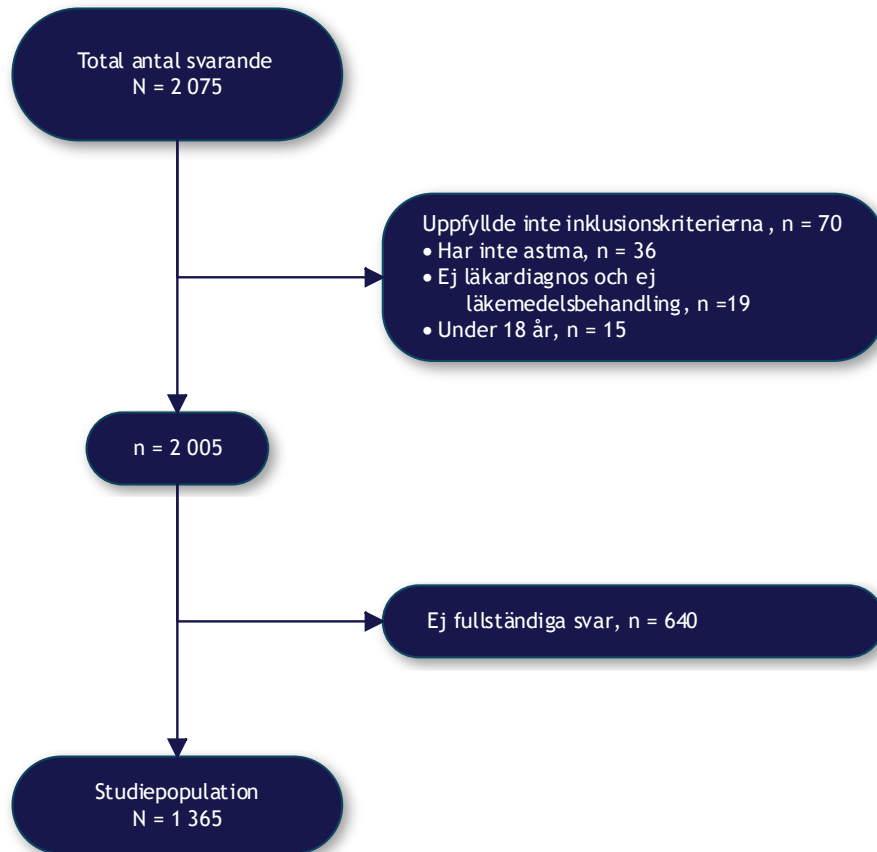 Total antal svarande
N = 2 075
Uppfyllde inte inklusionskriterierna , n = 70
• Har inte astma, n = 36
• Ej läkardiagnos och ej
läkemedelsbehandling , n =19
• Under 18 år, n = 15
n = 2 005
Ej fullständiga svar, n = 640
Studiepopulation
N = 1 365